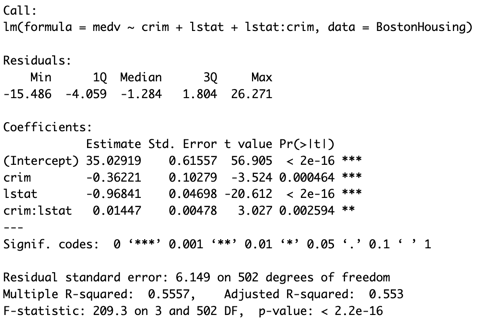 Call:
lm(formula = medv ~ crim + lstat + lstat:crim, data = BostonHousing)
Residuals:
Min 1Q Median 3Q Max
-15.486 -4.059 -1.284 1.804 26.271
Coefficients:
Estimate Std. Error t value Pr(>|t|)
(Intercept) 35.02919 0.61557 56.905 < 2e-16 ***
crim -0.36221 0.10279 -3.524 0.000464 ***
lstat -0.96841 0.04698 -20.612 < 2e-16 ***
crim:lstat 0.01447 0.00478 3.027 0.002594 **
---
Signif. codes: 0 ‘***’ 0.001 ‘**’ 0.01 ‘*’ 0.05 ‘.’ 0.1 ‘ ’ 1
Residual standard error: 6.149 on 502 degrees of freedom
Multiple R-squared: 0.5557, Adjusted R-squared: 0.553
F-statistic: 209.3 on 3 and 502 DF, p-value: < 2.2e-16